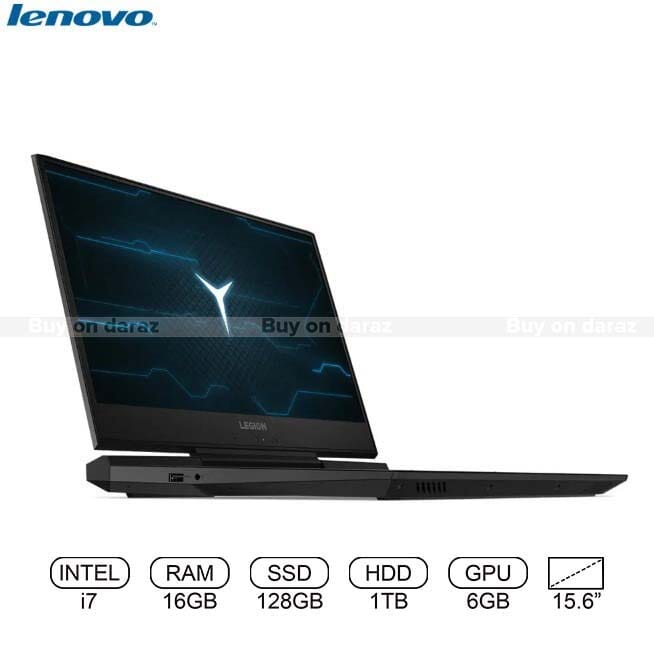 lenovo
Buy on daraz Buy on daraz Buy on daraz
LEGION
INTEL RAM SSD HDD GPU
i7 16GB 128GB 1TB 6GB 15.6”